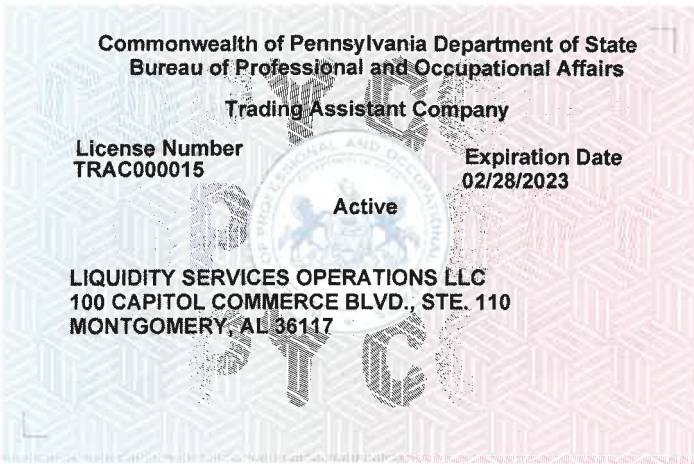 Commonwealth of Pennsylvania Department of State
Bureau of Professional and Occupational Affairs
Trading Assistant Company
License Number
TRAC000015
Expiration Date
02/28/2023
Active
LIQUIDITY SERVICES OPERATIONS LLC
100 CAPITOL COMMERCE BLVD., STE. 110
MONTGOMERY, AL 36117